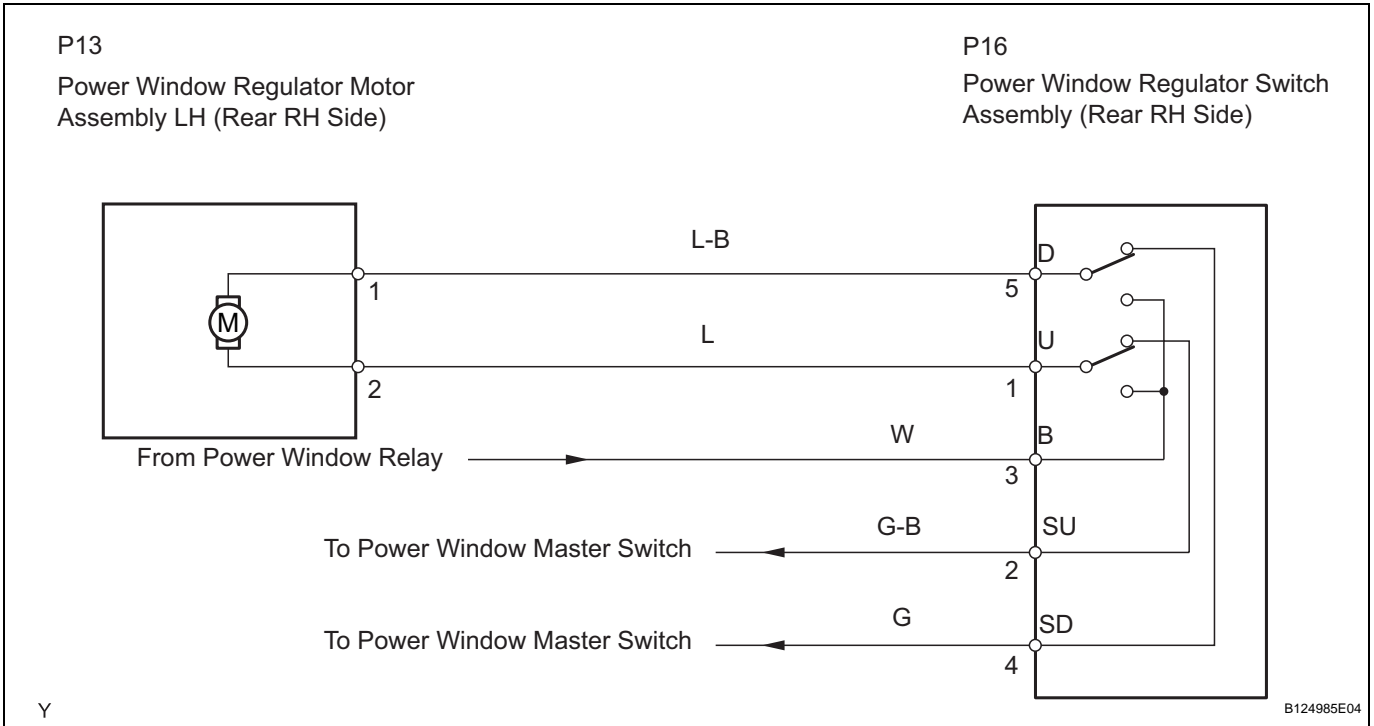 P13
Power Window Regulator Motor
Assembly LH (Rear RH Side)
P16
Power Window Regulator Switch
Assembly (Rear RH Side)
L-B
D
1
5
M
L
U
2
1
W
B
From Power Window Relay
3
G-B
SU
To Power Window Master Switch
2
G
SD
To Power Window Master Switch
4
Y
B124985E04